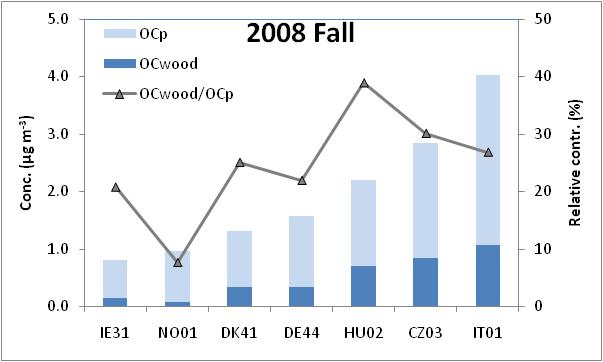 2008 Fall
OCp
OCwood
OCwood/OCp
Conc. (µg m⁻³)
5.0
4.0
3.0
2.0
1.0
0.0
50
40
30
20
10
0
Relative contr. (%)
IE31 NO01 DK41 DE44 HU02 CZ03 IT01